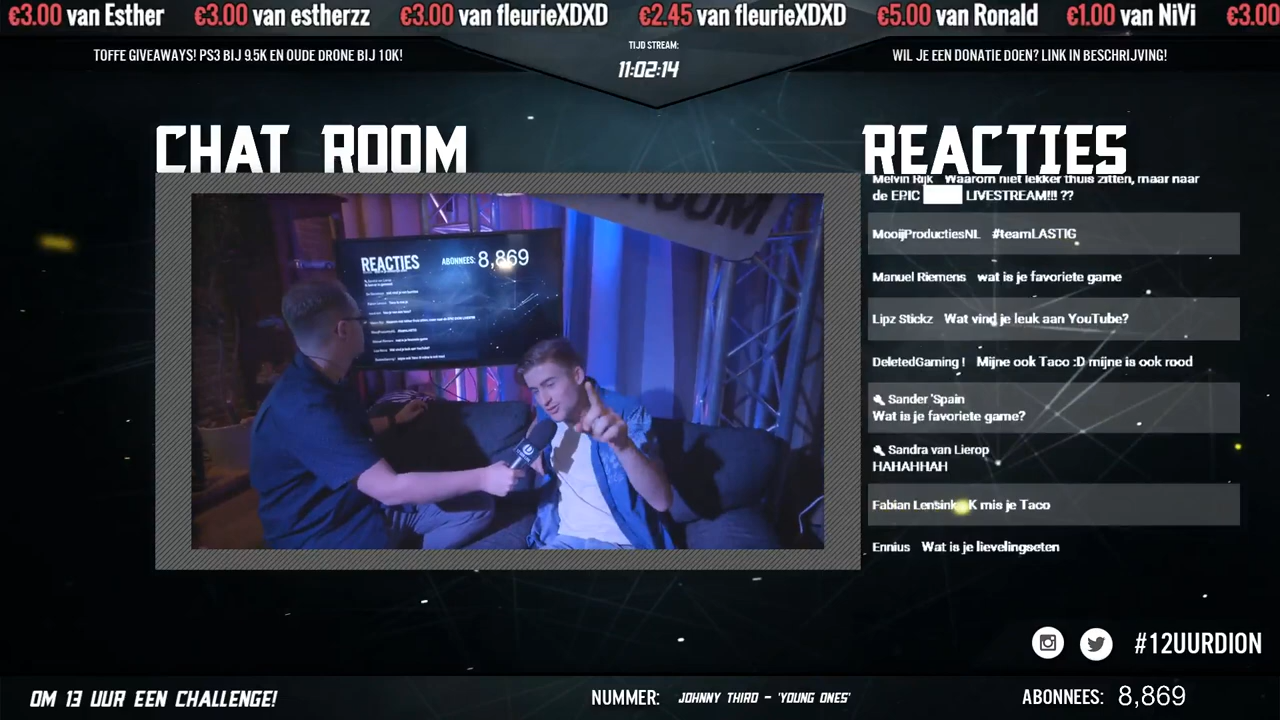 €3.00 van Esther €3.00 van estherzz €3.00 van fleurieXDXD €2.45 van fleurieXDXD €5.00 van Ronald €1.00 van NiVi €3.00
TOFFE GIVEAWAYS! PS3 BIJ 9.5K EN OUDE DRONE BIJ 10K!
TIJD STREAM:
11:02:14
WIL JE EEN DONATIE DOEN? LINK IN BESCHRIJVING!
CHAT ROOM
REACTIES
ROOM
REACTIES
ABONNEES: 8,869
Melvin Rijk Waarom niet lekker thuis zitten, maar naar
de EPIC LIVESTREAM!!! ??
MooijProductiesNL #teamLASTIG
Manuel Riemens wat is je favoriete game
Lipz Stickz Wat vind je leuk aan YouTube?
DeletedGaming ! Mijne ook Taco :D mijne is ook rood
Sander 'Spain
Wat is je favoriete game?
Sandra van Lierop
HAHAHHAH
Fabian Lensink K mis je Taco
Ennius Wat is je lievelingseten
#12UURDION
OM 13 UUR EEN CHALLENGE!
NUMMER: JOHNNY THIRD - 'YOUNG ONES'
ABONNEES: 8,869